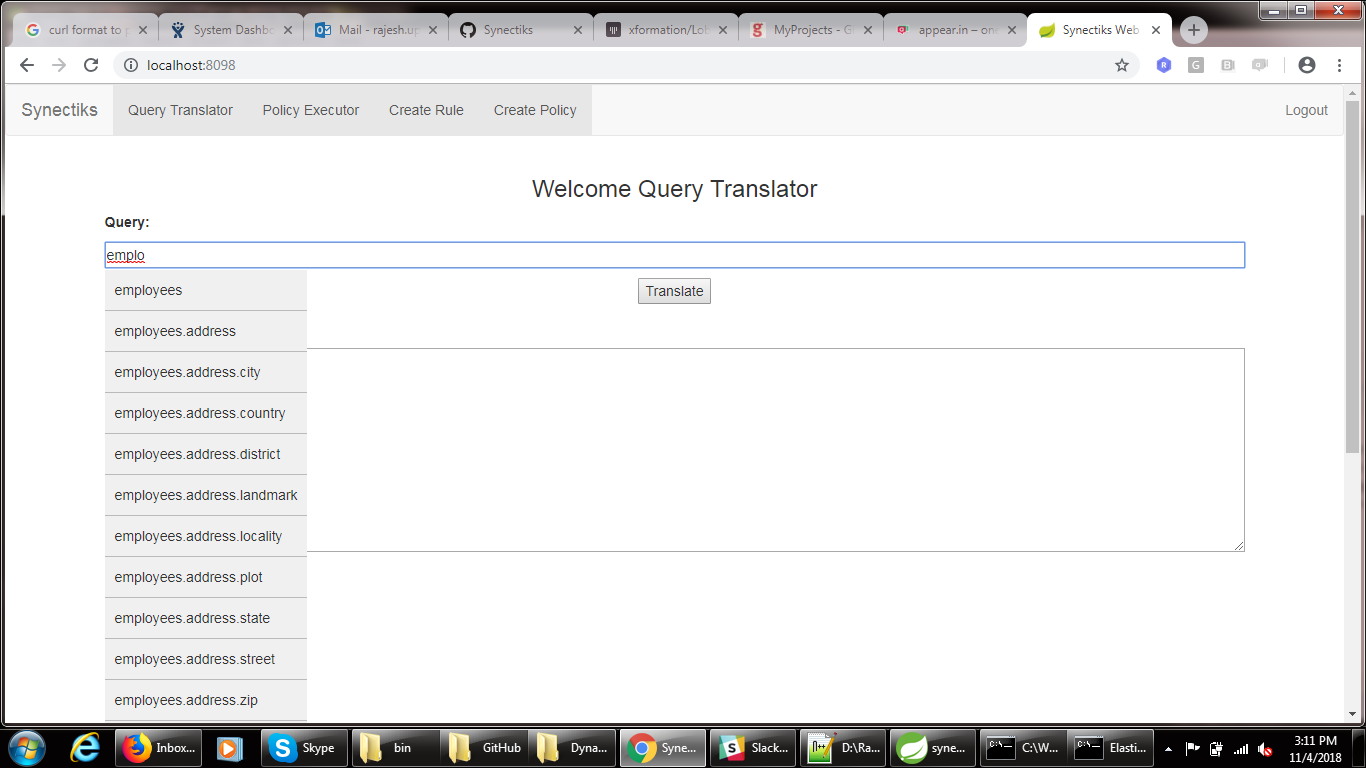 curl format to p
System Dashbo
Mail - rajesh.up
Synectiks
xformation/Lob
MyProjects - G
appear.in – one
Synectiks Web
localhost:8098
Synectiks Query Translator Policy Executor Create Rule Create Policy Logout
Welcome Query Translator
Query:
emplo
employees
Translate
employees.address
employees.address.city
employees.address.country
employees.address.district
employees.address.landmark
employees.address.locality
employees.address.plot
employees.address.state
employees.address.street
employees.address.zip
Inbox...
Skype
bin
GitHub
Dyna...
Syne...
Slack...
D:\Ra...
syne...
C:\W...
Elasti...
3:11 PM
11/4/2018